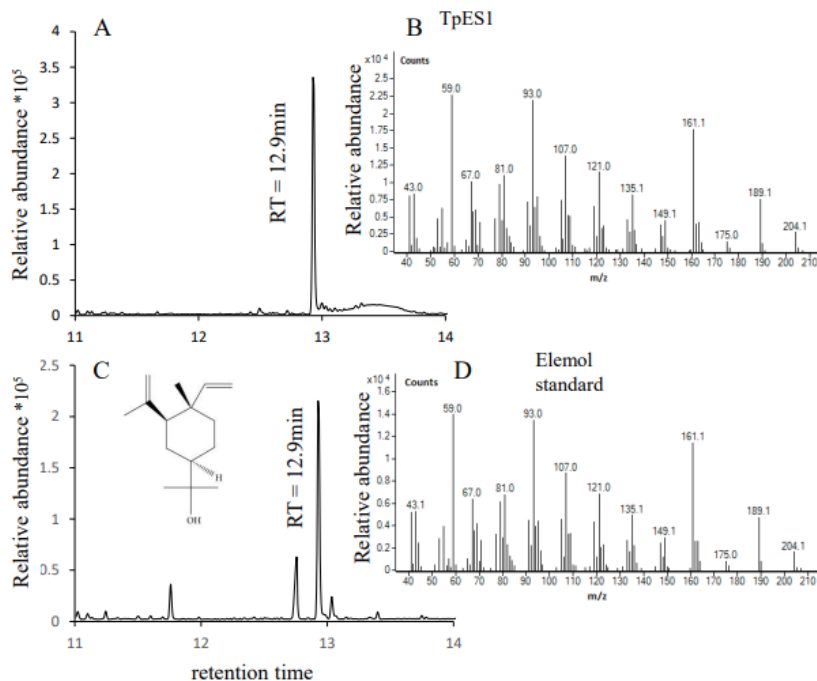 A
Relative abundance *10⁵
4
3.5
3
2.5
2
1.5
1
0.5
0
RT = 12.9min
11 12 13 14
B TpES1
Relative abundance
×10⁴ Counts
2.5
2.25
2
1.75
1.5
1.25
1
0.75
0.5
0.25
0
43.0 59.0 67.0 81.0 93.0 107.0 121.0 135.1 149.1 161.1 175.0 189.1 204.1
40 50 60 70 80 90 100 110 120 130 140 150 160 170 180 190 200 210
m/z
C
Relative abundance *10⁵
2.5
2
1.5
1
0.5
0
H
OH
RT = 12.9min
11 12 13 14
retention time
D Elemol
standard
Relative abundance
×10⁴ Counts
1.6
1.4
1.2
1
0.8
0.6
0.4
0.2
0
43.1 59.0 67.0 81.0 93.0 107.0 121.0 135.1 149.1 161.1 175.0 189.1 204.1
40 50 60 70 80 90 100 110 120 130 140 150 160 170 180 190 200 210
m/z